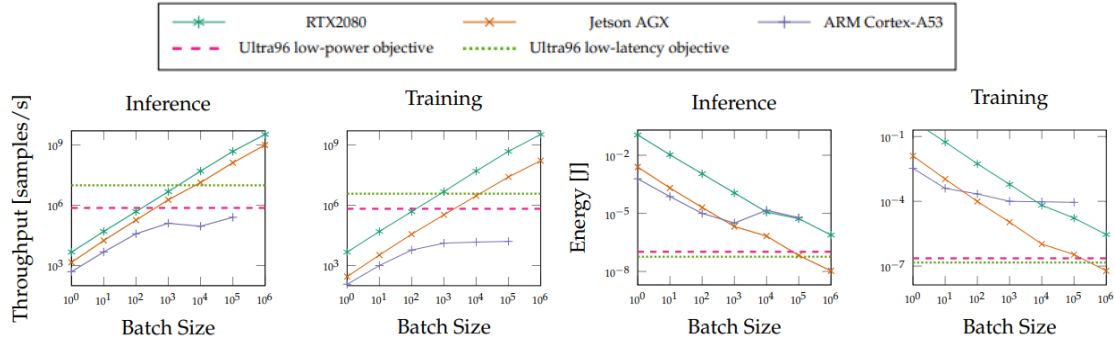 RTX2080 Jetson AGX ARM Cortex-A53
Ultra96 low-power objective Ultra96 low-latency objective
Inference
Throughput [samples/s]
10^9
10^6
10^3
10^0 10^1 10^2 10^3 10^4 10^5 10^6
Batch Size
Training
10^9
10^6
10^3
10^0 10^1 10^2 10^3 10^4 10^5 10^6
Batch Size
Inference
Energy [J]
10^−2
10^−5
10^−8
10^0 10^1 10^2 10^3 10^4 10^5 10^6
Batch Size
Training
10^−1
10^−4
10^−7
10^0 10^1 10^2 10^3 10^4 10^5 10^6
Batch Size